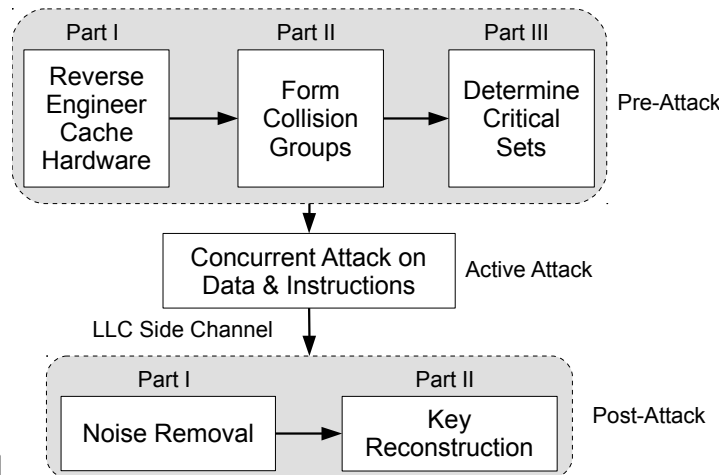 Part I
Part II
Part III
Reverse
Engineer
Cache
Hardware
Form
Collision
Groups
Determine
Critical
Sets
Pre-Attack
Concurrent Attack on
Data & Instructions
Active Attack
LLC Side Channel
Part I
Part II
Noise Removal
Key
Reconstruction
Post-Attack